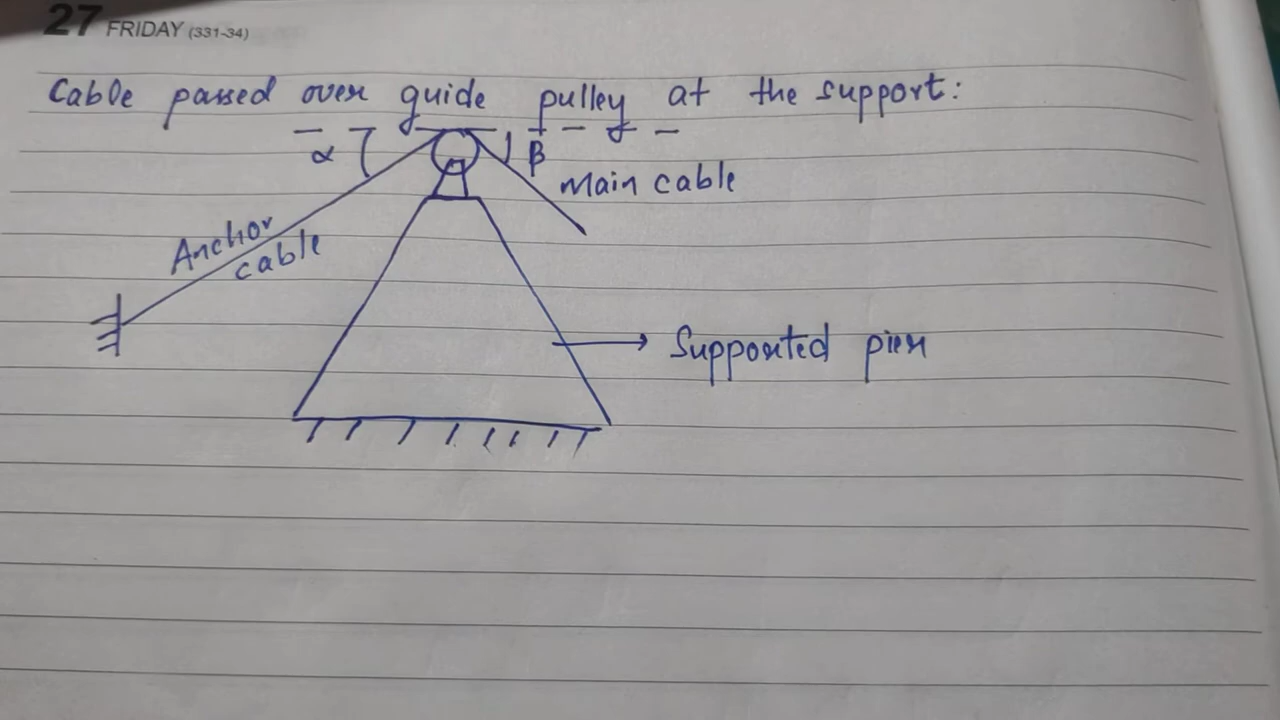 27 FRIDAY (331-34)
Cable passed over guide pulley at the support:
α β
Main cable
Anchor
cable
Supported pier